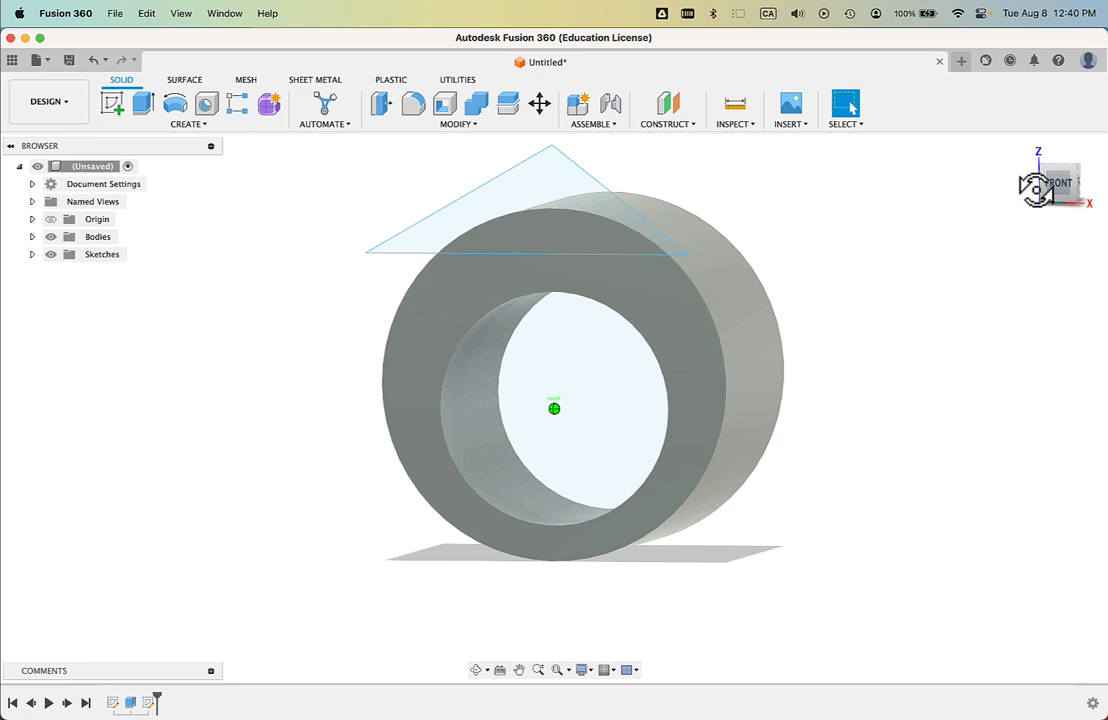 Fusion 360 File Edit View Window Help CA 100% Tue Aug 8 12:40 PM
Autodesk Fusion 360 (Education License)
Untitled*
SOLID SURFACE MESH SHEET METAL PLASTIC UTILITIES
DESIGN
CREATE AUTOMATE MODIFY ASSEMBLE CONSTRUCT INSPECT INSERT SELECT
BROWSER
(Unsaved)
Document Settings
Named Views
Origin
Bodies
Sketches
Z
FRONT
X
COMMENTS